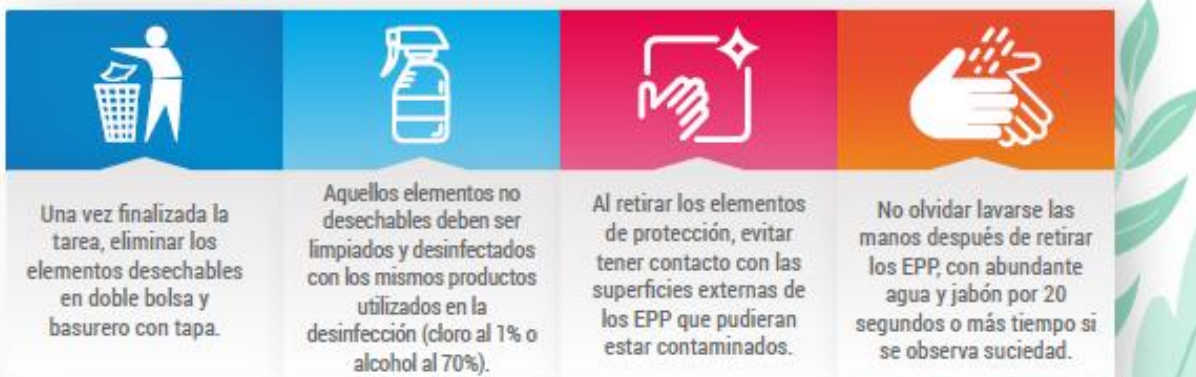 Una vez finalizada la
tarea, eliminar los
elementos desechables
en doble bolsa y
basurero con tapa.
Aquellos elementos no
desechables deben ser
limpiados y desinfectados
con los mismos productos
utilizados en la
desinfección (cloro al 1% o
alcohol al 70%).
Al retirar los elementos
de protección, evitar
tener contacto con las
superficies externas de
los EPP que pudieran
estar contaminados.
No olvidar lavarse las
manos después de retirar
los EPP, con abundante
agua y jabón por 20
segundos o más tiempo si
se observa suciedad.